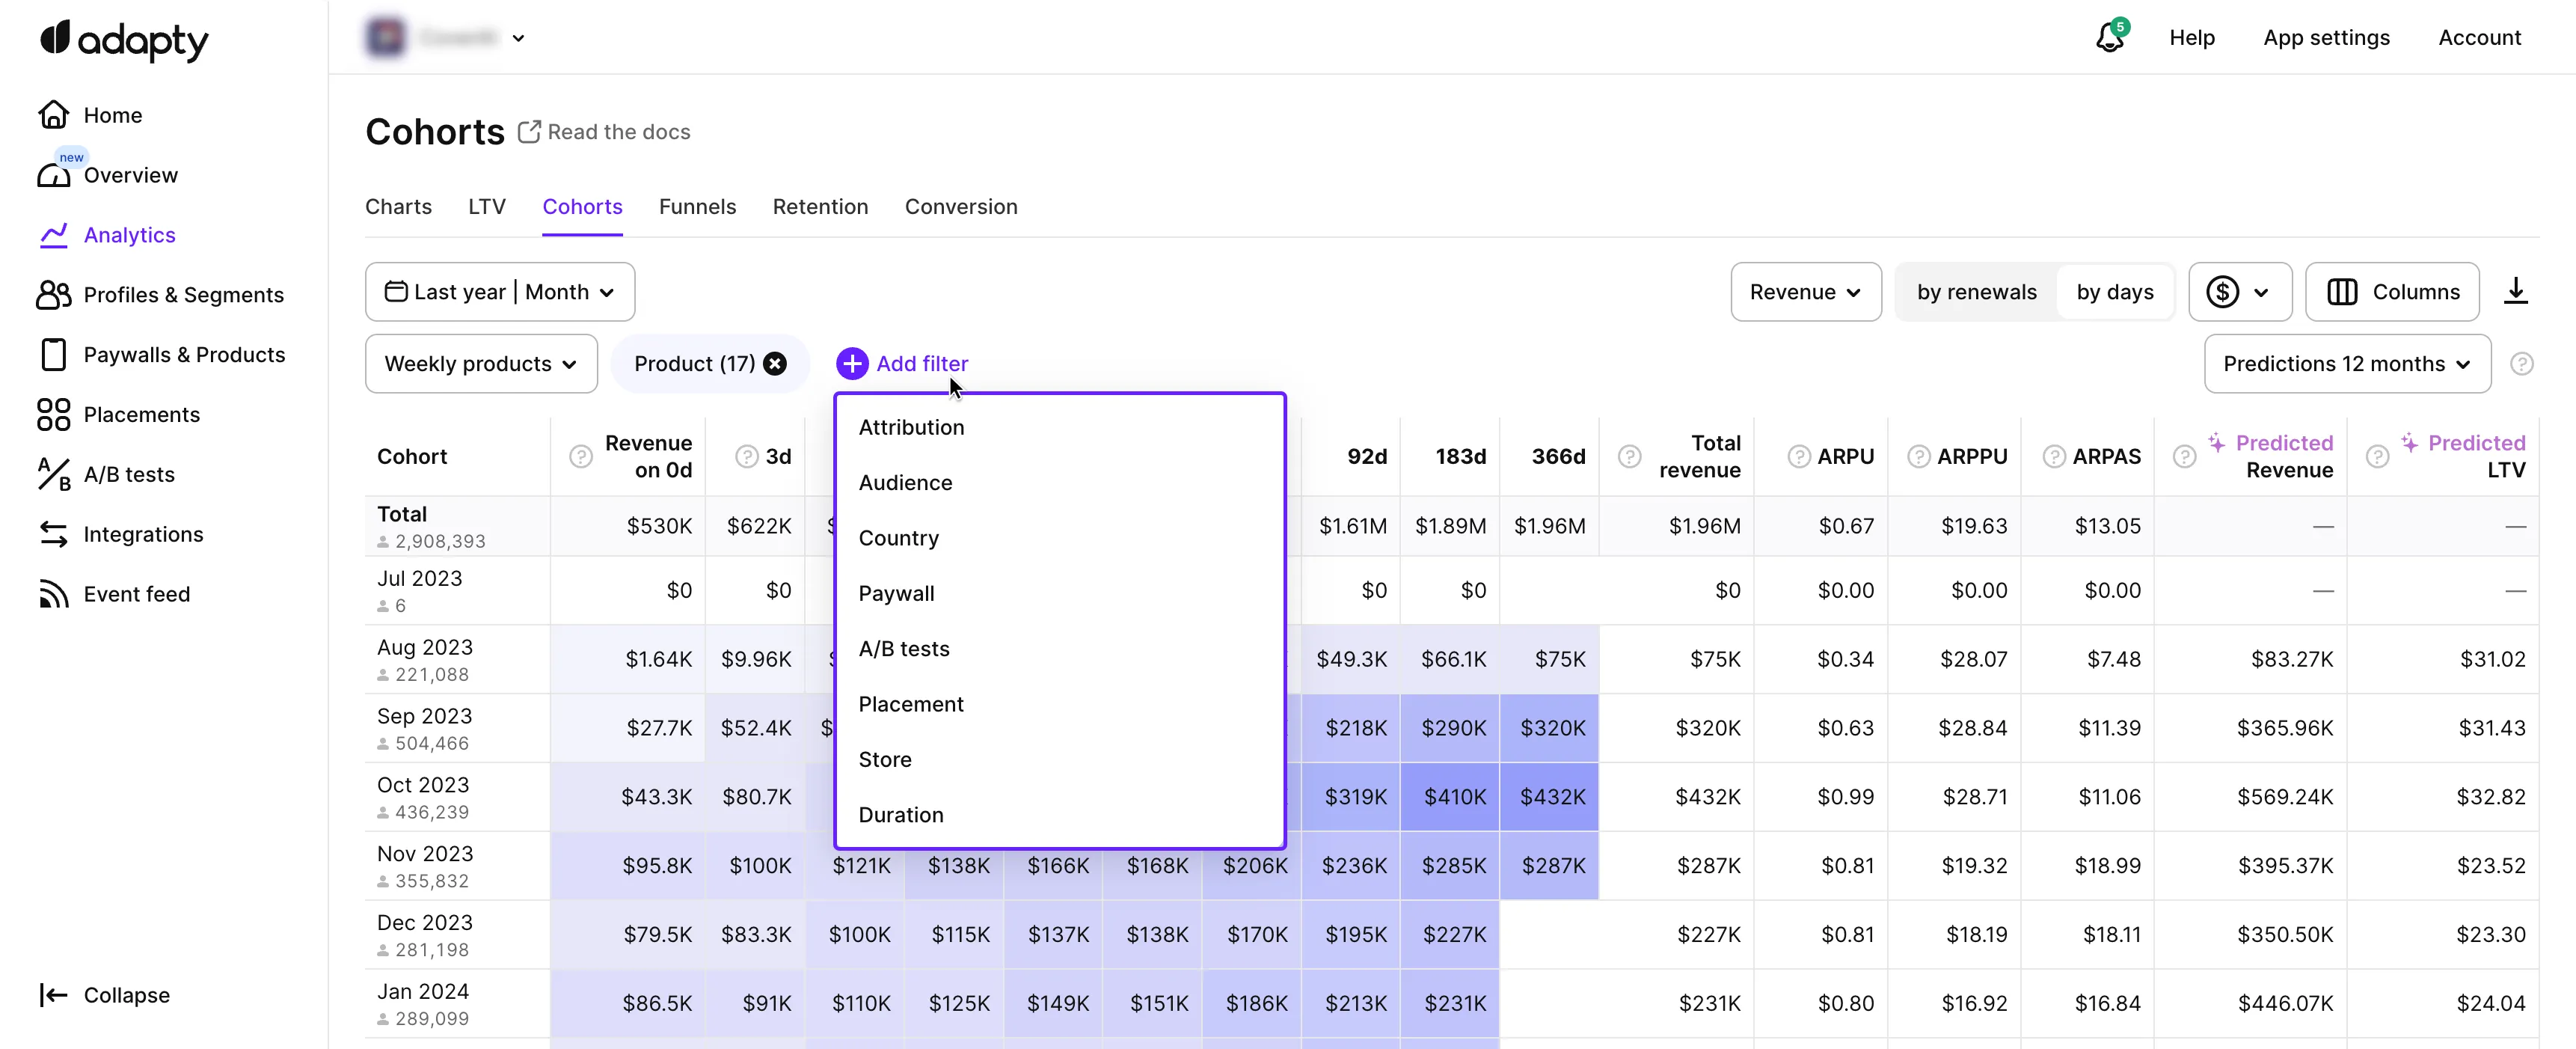 adapty
5
Help
App settings
Account
Home
new
Overview
Analytics
Profiles & Segments
Paywalls & Products
Placements
A/B tests
Integrations
Event feed
Collapse
Cohorts
Read the docs
Charts
LTV
Cohorts
Funnels
Retention
Conversion
Last year | Month
Revenue
by renewals
by days
Columns
Weekly products
Product (17)
Add filter
Predictions 12 months
Attribution
Audience
Country
Paywall
A/B tests
Placement
Store
Duration
Cohort Revenue on 0d 3d 92d 183d 366d Total revenue ARPU ARPPU ARPAS Predicted Revenue Predicted LTV
Total $530K $622K $1.61M $1.89M $1.96M $1.96M $0.67 $19.63 $13.05 — —
2,908,393
Jul 2023 $0 $0 $0 $0 $0 $0.00 $0.00 $0.00 — —
6
Aug 2023 $1.64K $9.96K $49.3K $66.1K $75K $75K $0.34 $28.07 $7.48 $83.27K $31.02
221,088
Sep 2023 $27.7K $52.4K $218K $290K $320K $320K $0.63 $28.84 $11.39 $365.96K $31.43
504,466
Oct 2023 $43.3K $80.7K $319K $410K $432K $432K $0.99 $28.71 $11.06 $569.24K $32.82
436,239
Nov 2023 $95.8K $100K $121K $138K $166K $168K $206K $236K $285K $287K $287K $0.81 $19.32 $18.99 $395.37K $23.52
355,832
Dec 2023 $79.5K $83.3K $100K $115K $137K $138K $170K $195K $227K $227K $0.81 $18.19 $18.11 $350.50K $23.30
281,198
Jan 2024 $86.5K $91K $110K $125K $149K $151K $186K $213K $231K $231K $0.80 $16.92 $16.84 $446.07K $24.04
289,099